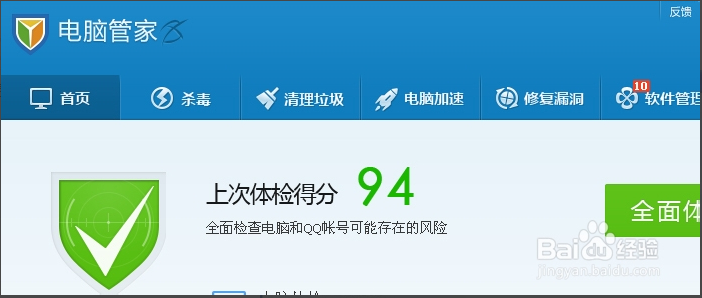 反馈
电脑管家
首页 杀毒 清理垃圾 电脑加速 修复漏洞 10 软件管理
上次体检得分 94
全面体
全面检查电脑和QQ帐号可能存在的风险
Baidu经验
jingyan.baidu.com